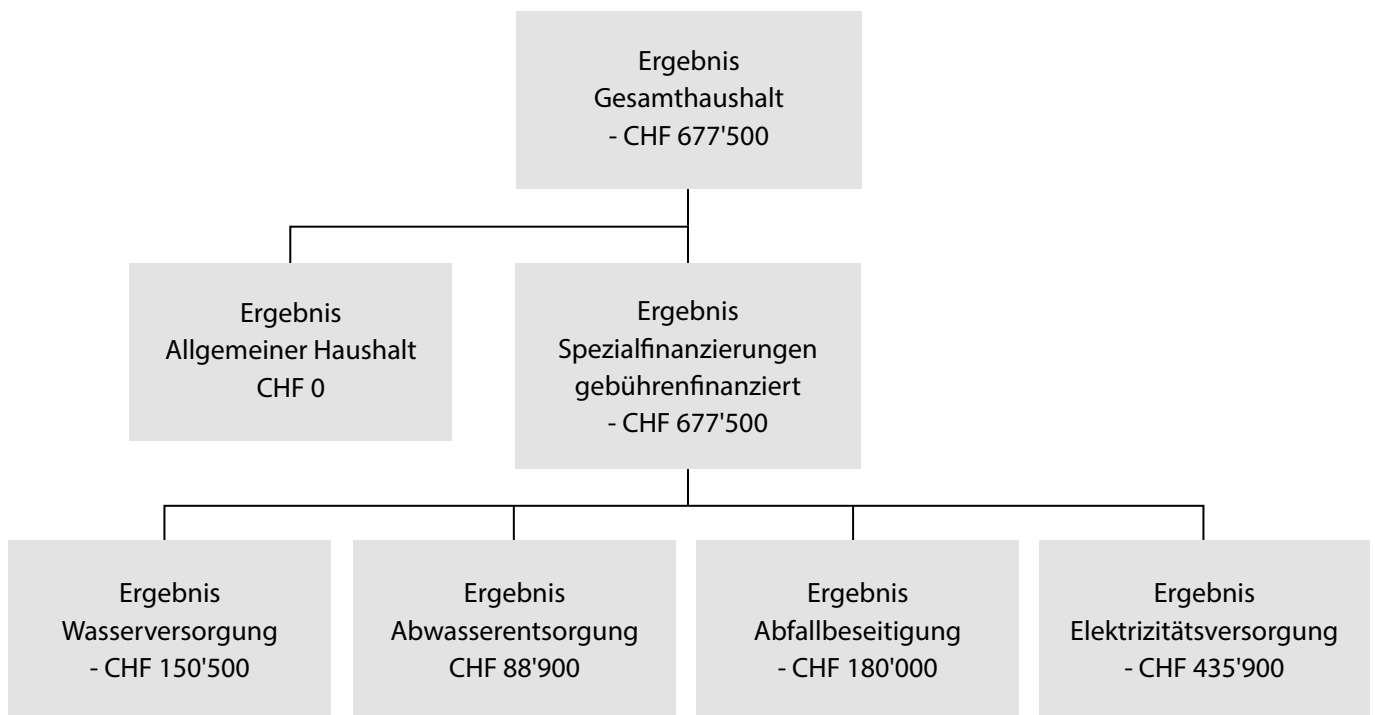 Ergebnis
Gesamthaushalt
- CHF 677'500
Ergebnis
Allgemeiner Haushalt
CHF 0
Ergebnis
Spezialfinanzierungen
gebührenfinanziert
- CHF 677'500
Ergebnis
Wasserversorgung
- CHF 150'500
Ergebnis
Abwasserentsorgung
CHF 88'900
Ergebnis
Abfallbeseitigung
- CHF 180'000
Ergebnis
Elektrizitätsversorgung
- CHF 435'900